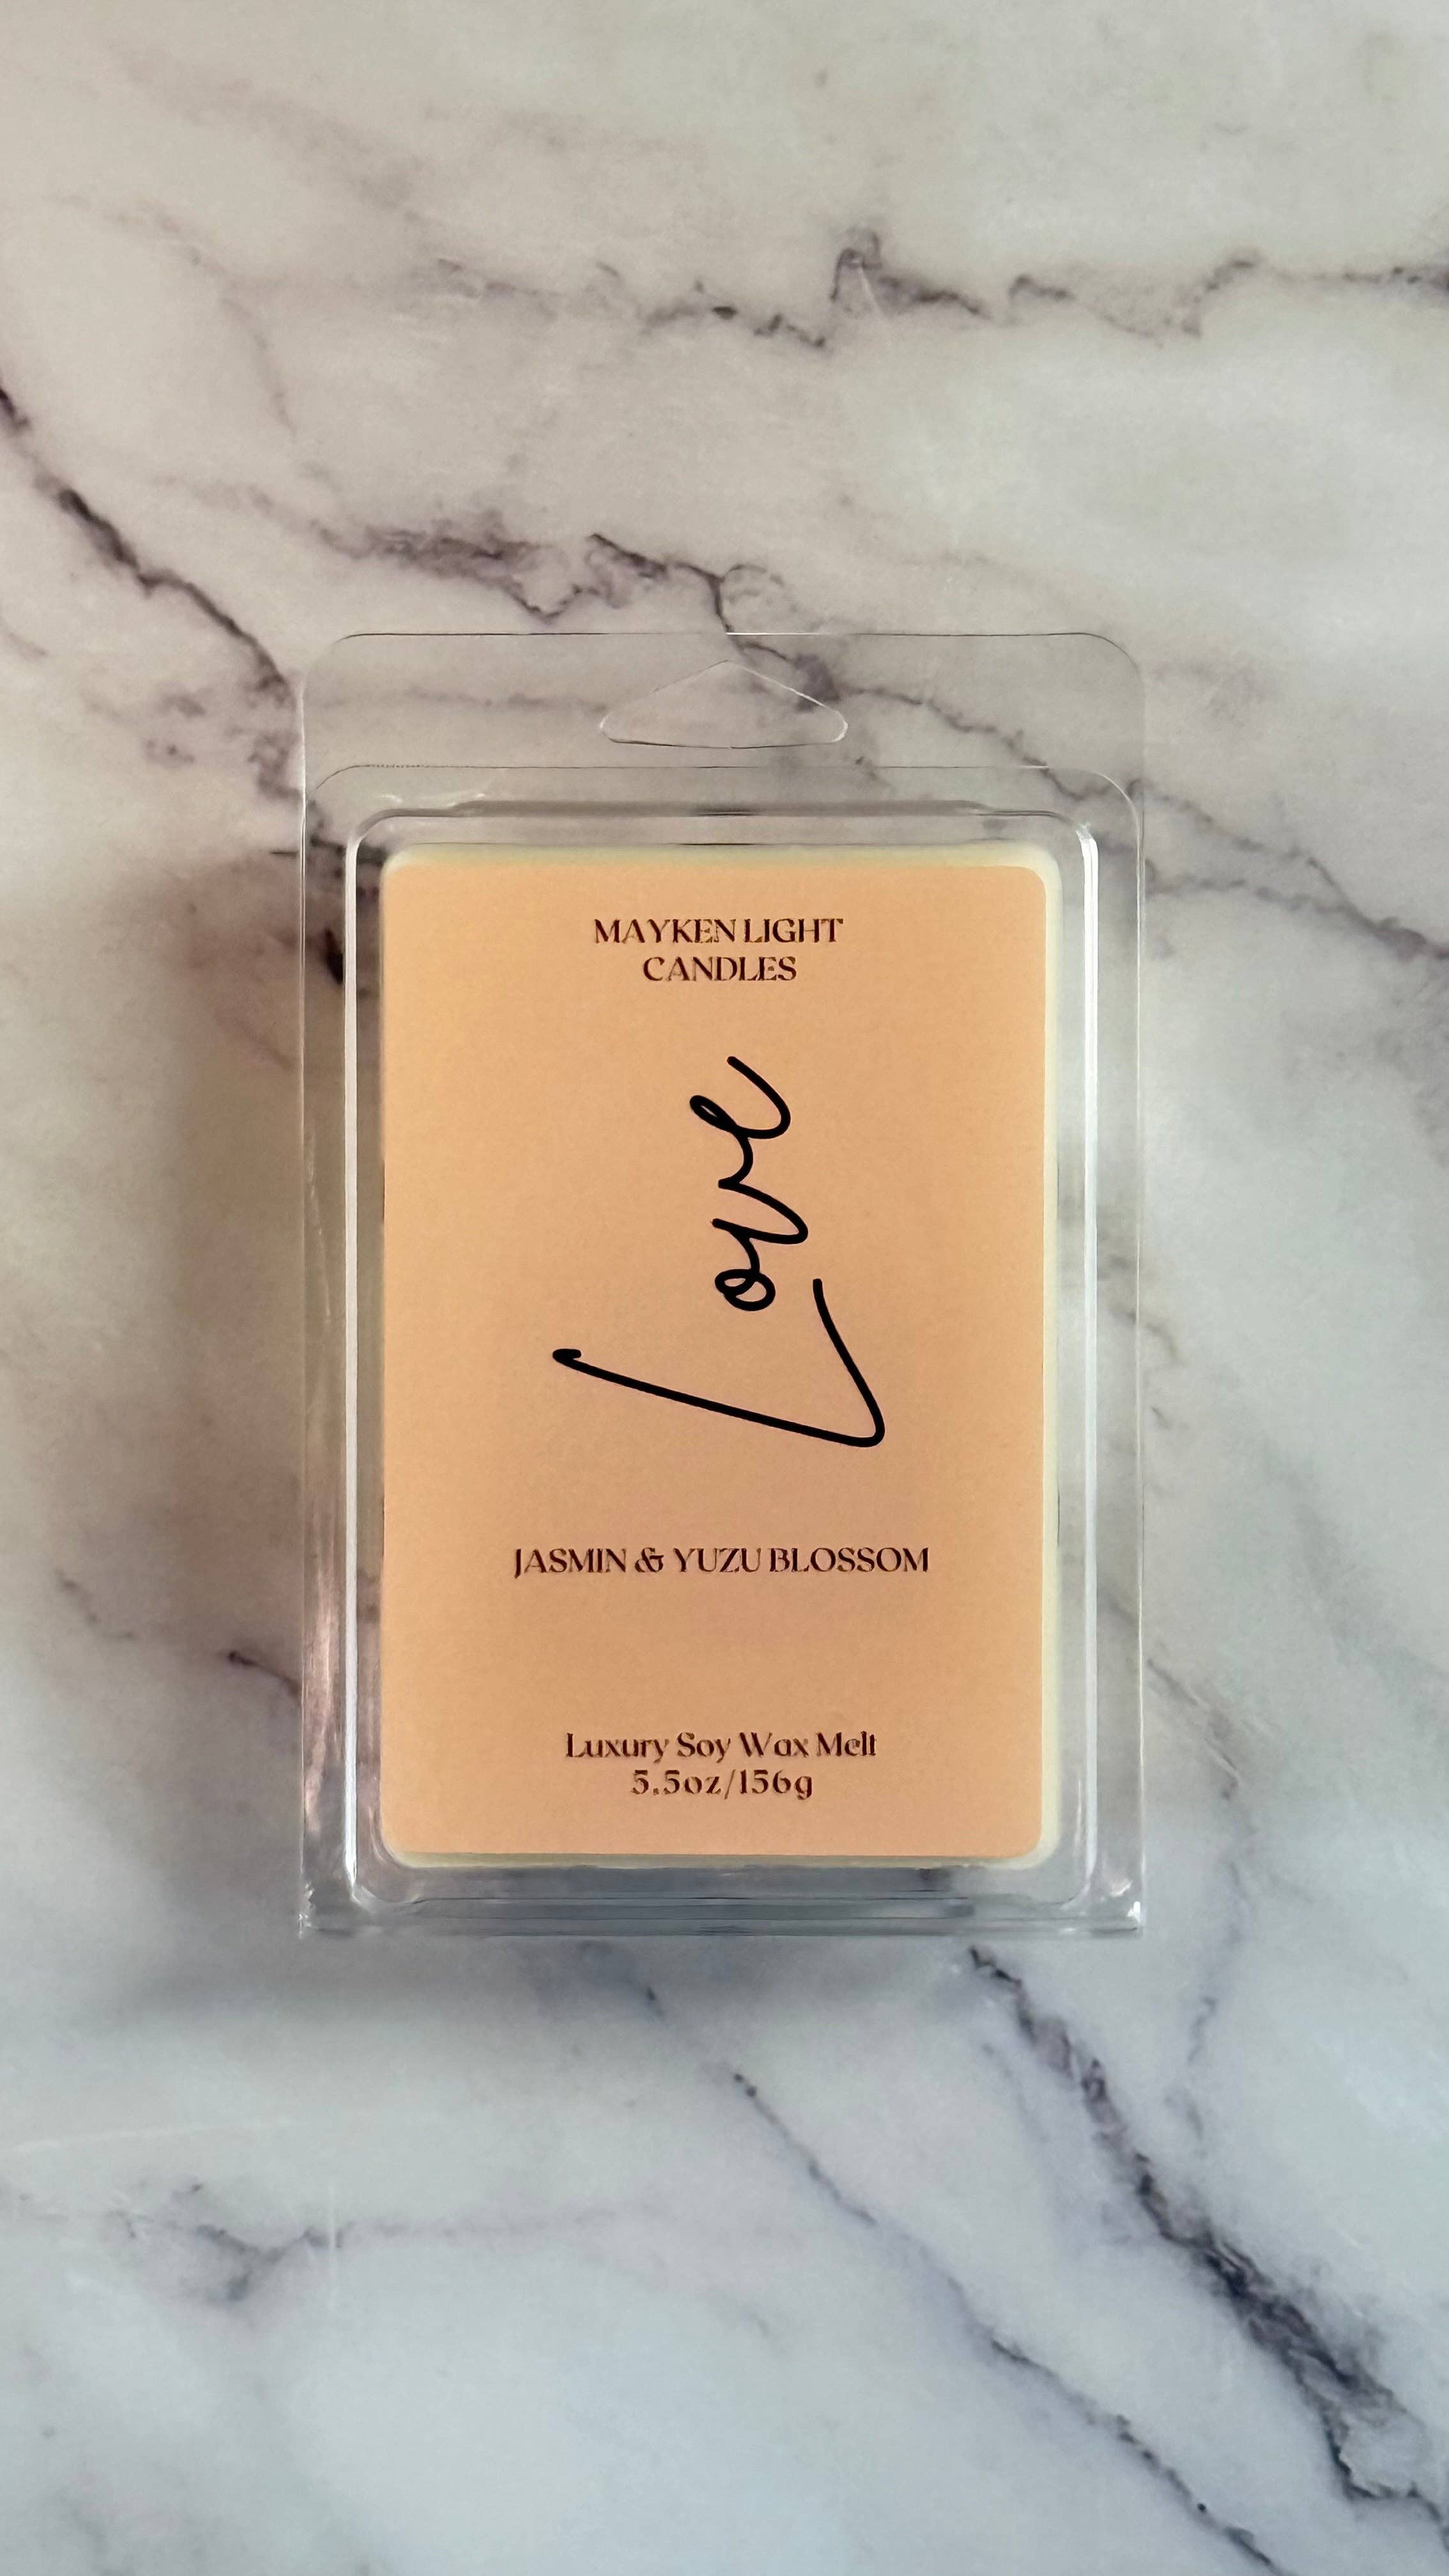 MAYKEN LIGHT
CANDLES
Love
JASMIN & YUZU BLOSSOM
Luxury Soy Wax Melt
5.5oz/156g